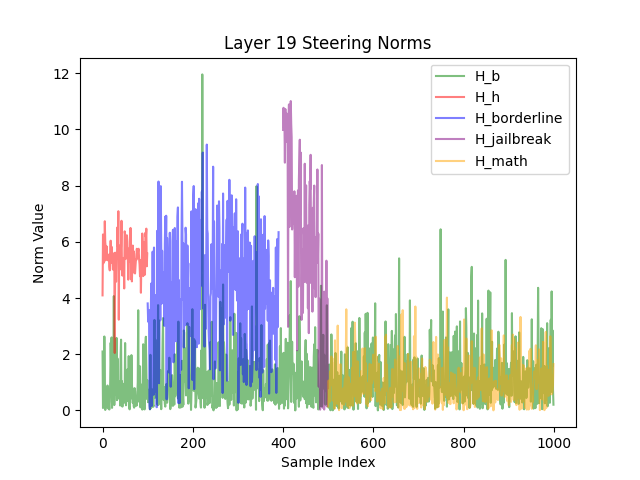 Layer 19 Steering Norms
Norm Value
12
10
8
6
4
2
0
H_b
H_h
H_borderline
H_jailbreak
H_math
0 200 400 600 800 1000
Sample Index